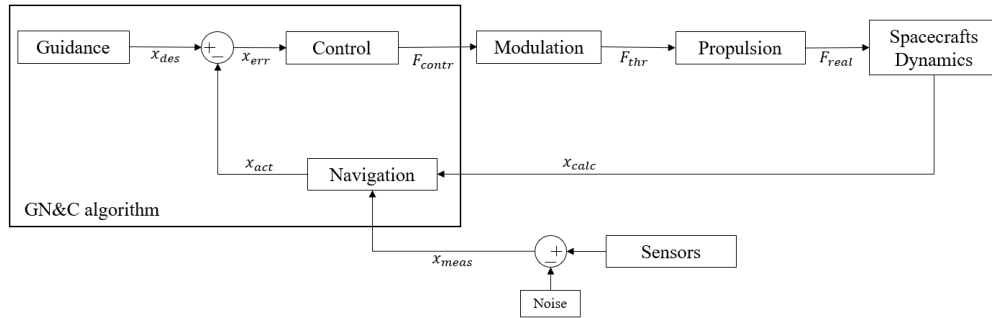 Guidance
x_des
+
−
x_err
Control
F_contr
Modulation
F_thr
Propulsion
F_real
Spacecrafts
Dynamics
x_act
Navigation
x_calc
GN&C algorithm
x_meas
+
−
Sensors
Noise